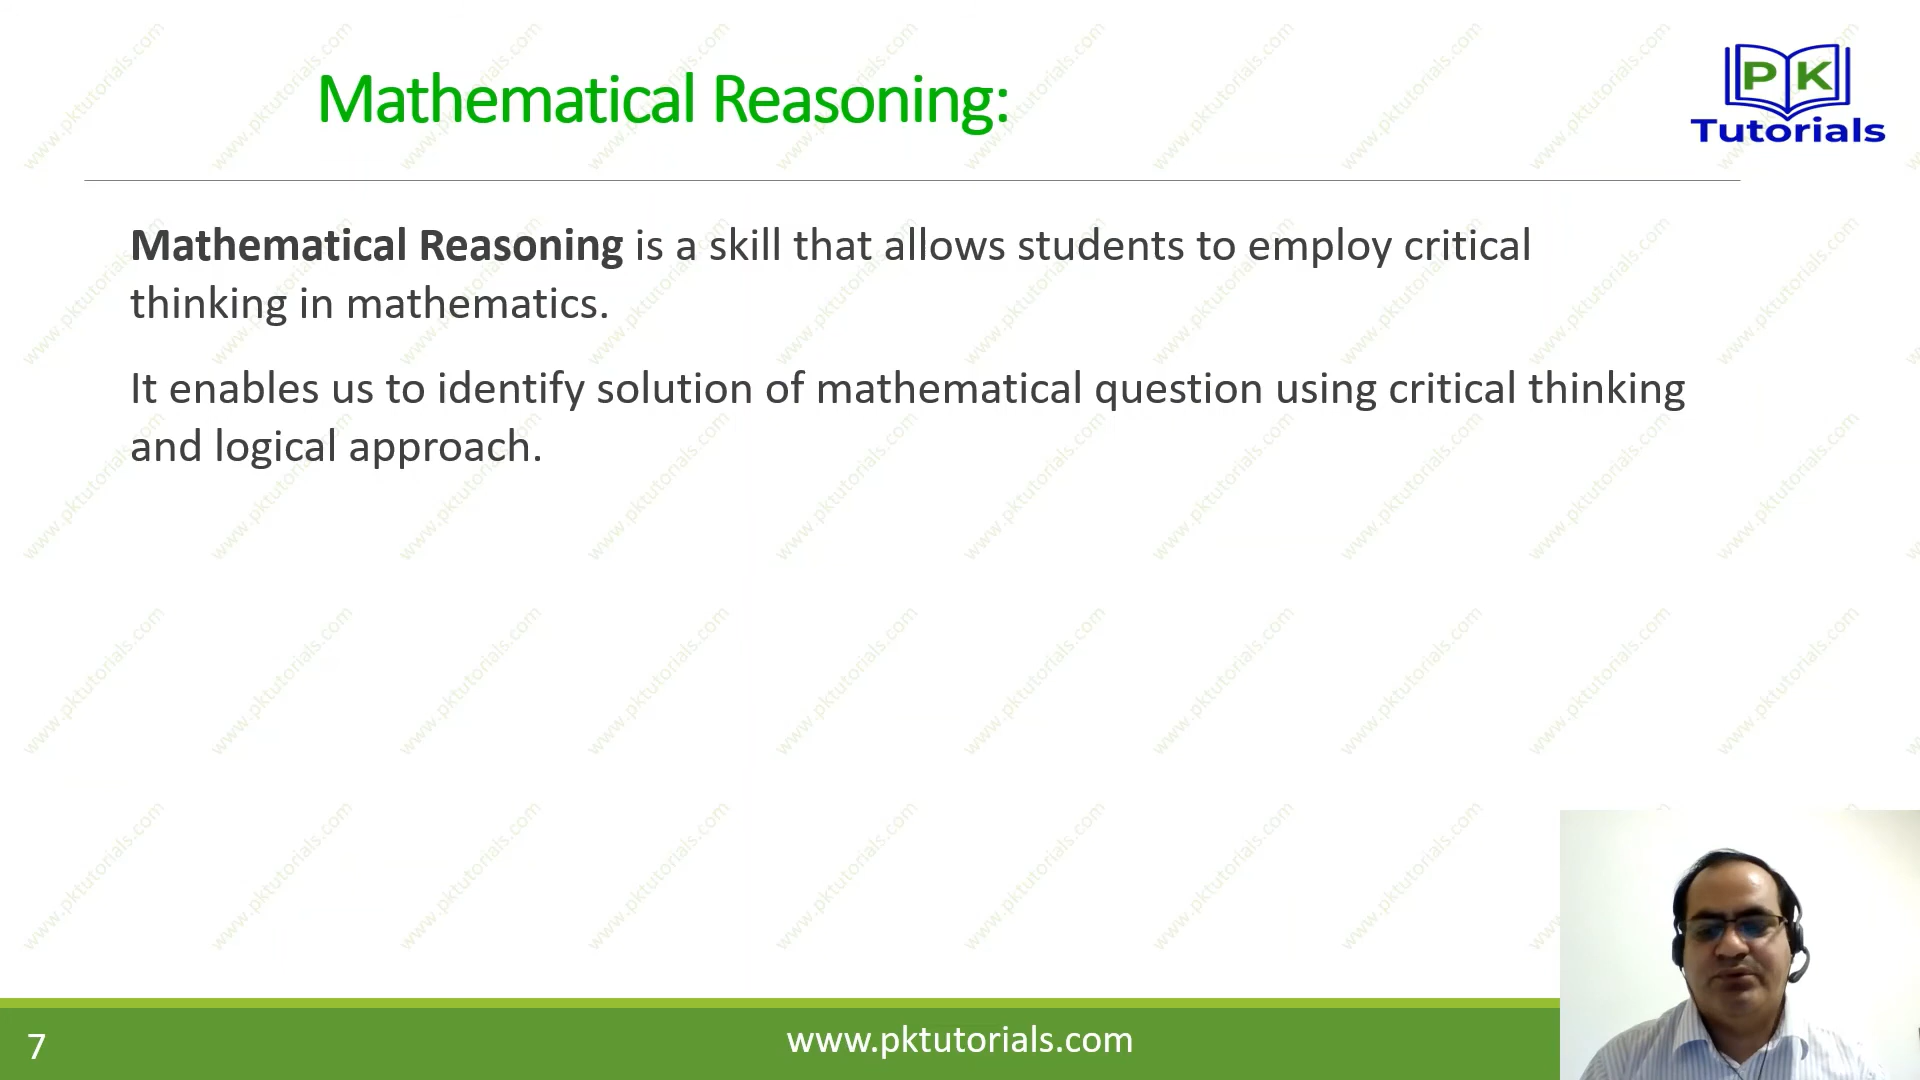 Mathematical Reasoning:
PK
Tutorials
Mathematical Reasoning is a skill that allows students to employ critical
thinking in mathematics.
It enables us to identify solution of mathematical question using critical thinking
and logical approach.
7
www.pktutorials.com